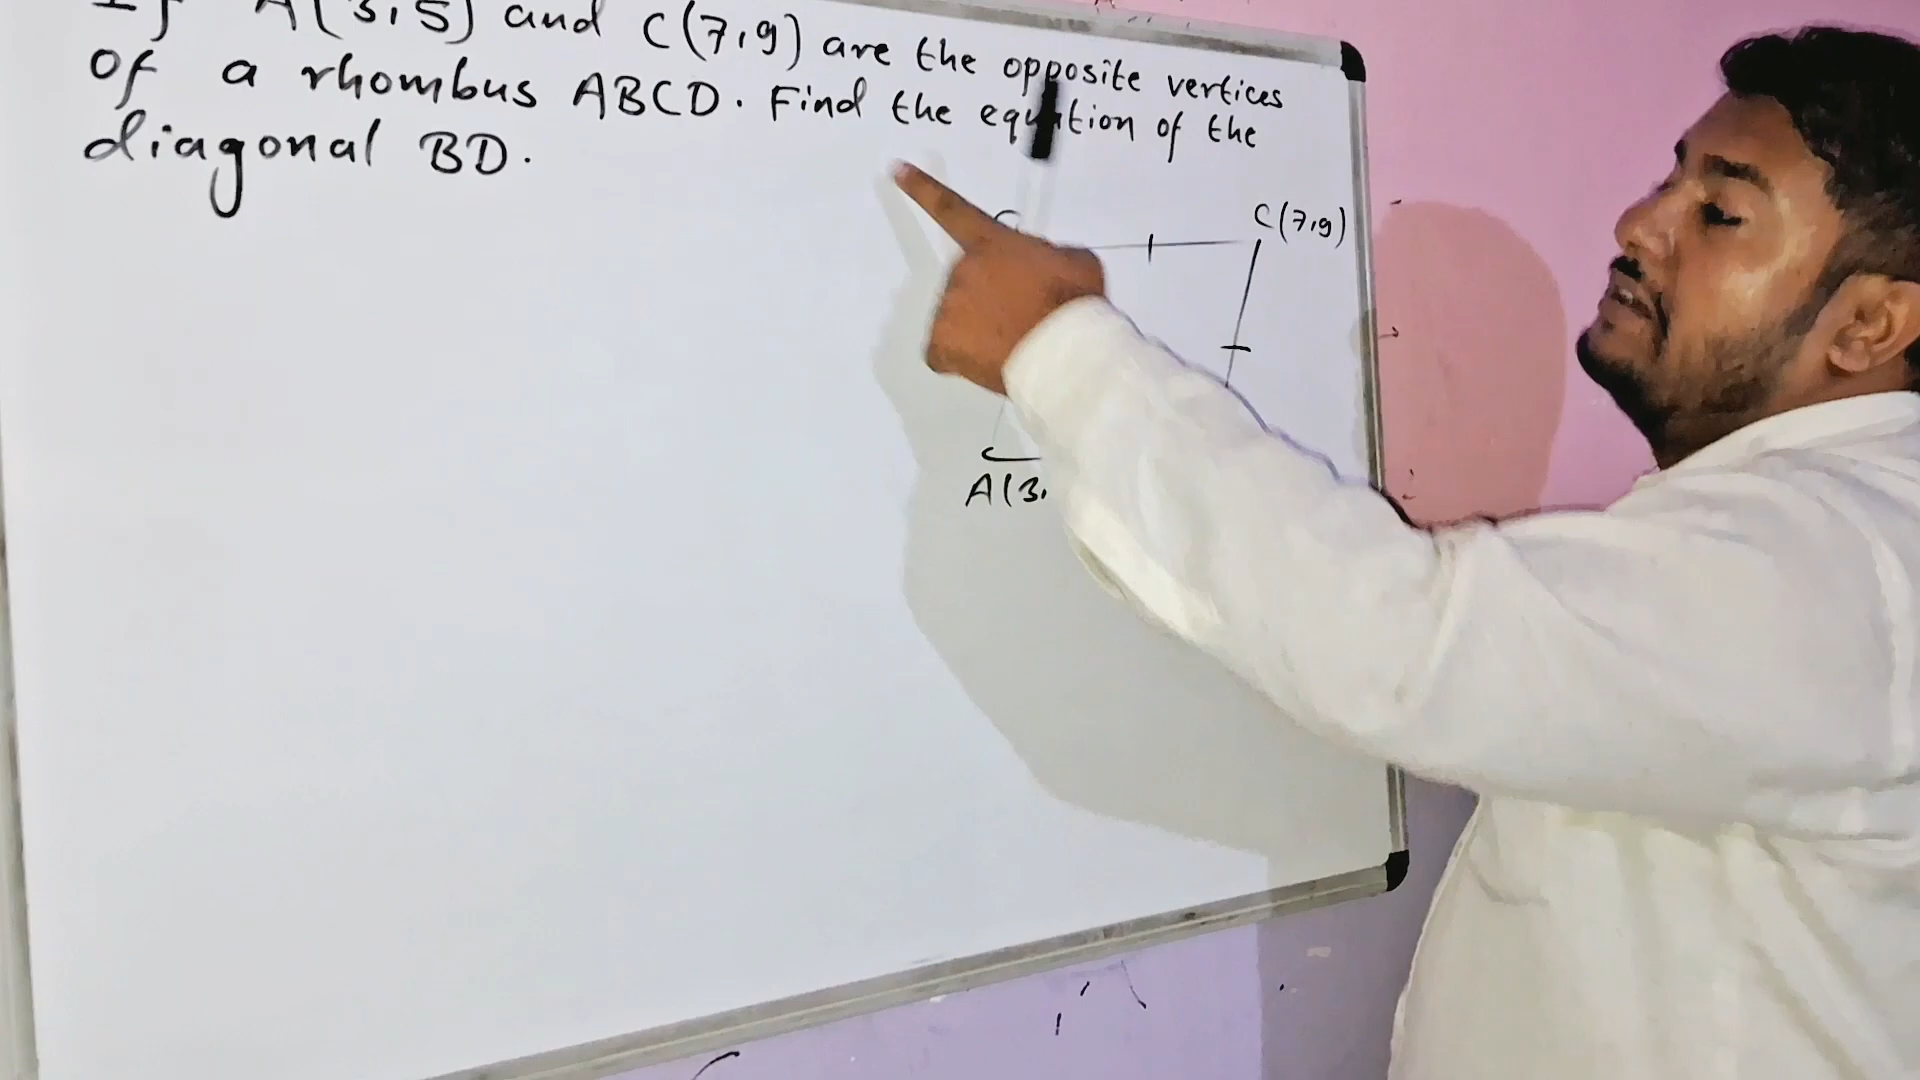 If A(3,5) and C(7,9) are the opposite vertices
of a rhombus ABCD. Find the equation of the
diagonal BD.
C(7,9)
A(3,